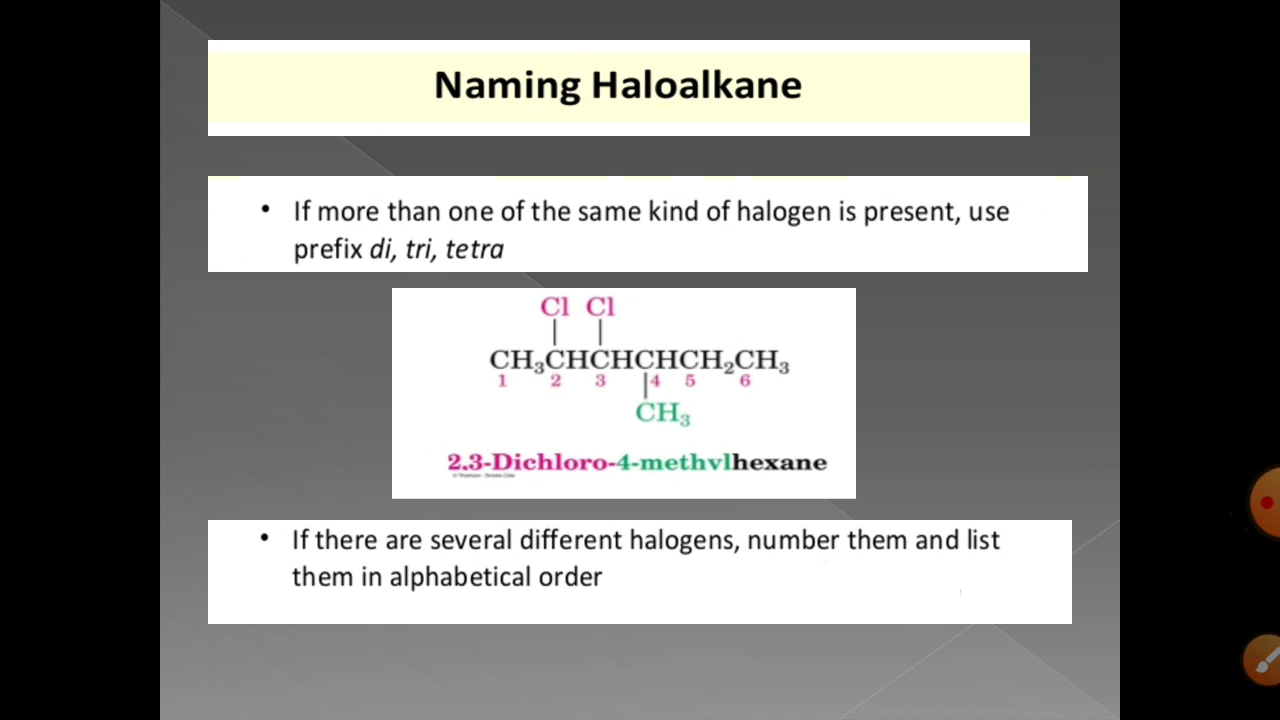 Naming Haloalkane
• If more than one of the same kind of halogen is present, use
prefix di, tri, tetra
Cl Cl
CH₃CHCHCHCH₂CH₃
1 2 3 4 5 6
CH₃
2,3-Dichloro-4-methylhexane
• If there are several different halogens, number them and list
them in alphabetical order